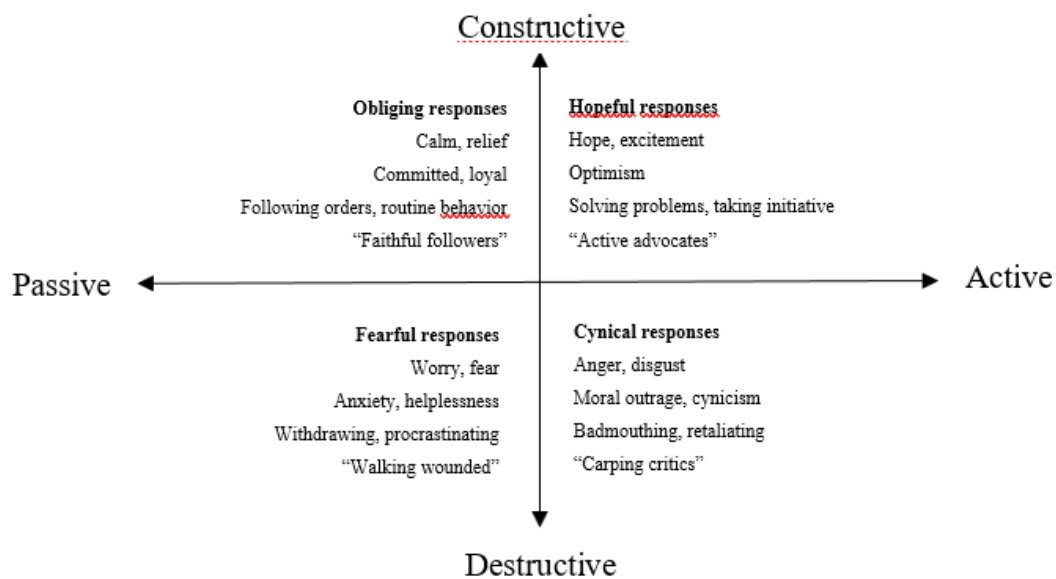 Constructive
Obliging responses
Calm, relief
Committed, loyal
Following orders, routine behavior
“Faithful followers”
Hopeful responses
Hope, excitement
Optimism
Solving problems, taking initiative
“Active advocates”
Passive
Active
Fearful responses
Worry, fear
Anxiety, helplessness
Withdrawing, procrastinating
“Walking wounded”
Cynical responses
Anger, disgust
Moral outrage, cynicism
Badmouthing, retaliating
“Carping critics”
Destructive